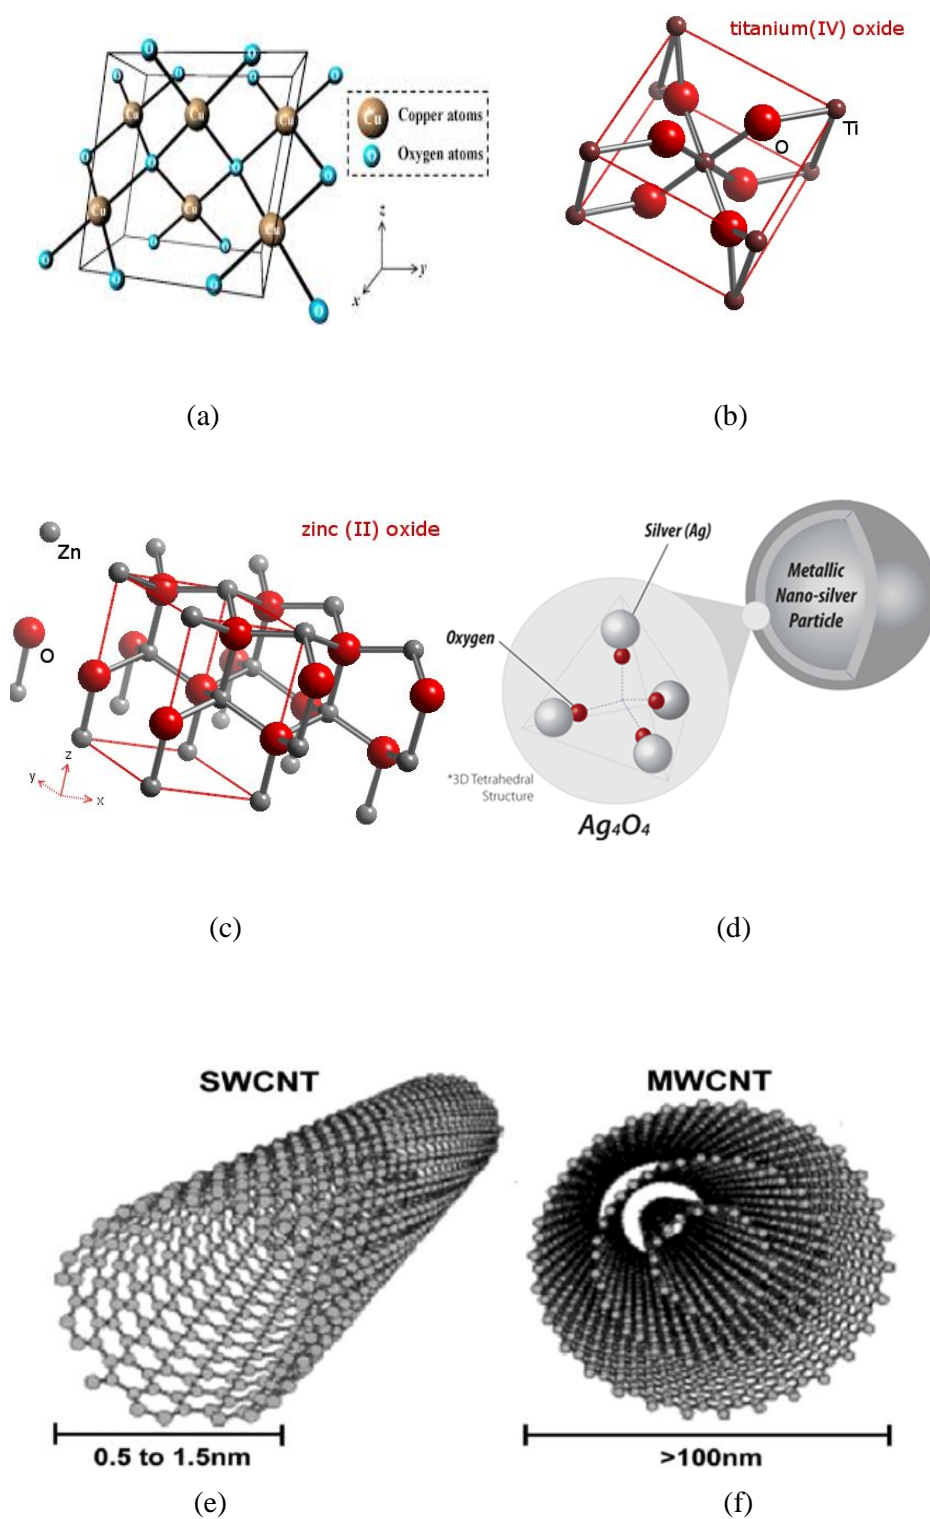 O
O
O
O
O
Cu
Cu
Cu
Cu Copper atoms
O Oxygen atoms
O
O
O
O
Cu
Cu
Cu
O
O
O
O
O
O
O
z
y
x
titanium(IV) oxide
Ti
O
(a)
(b)
zinc (II) oxide
Zn
O
z
y
x
Silver (Ag)
Oxygen
*3D Tetrahedral
Structure
Ag₄O₄
Metallic
Nano-silver
Particle
(c)
(d)
SWCNT
MWCNT
0.5 to 1.5nm
>100nm
(e)
(f)